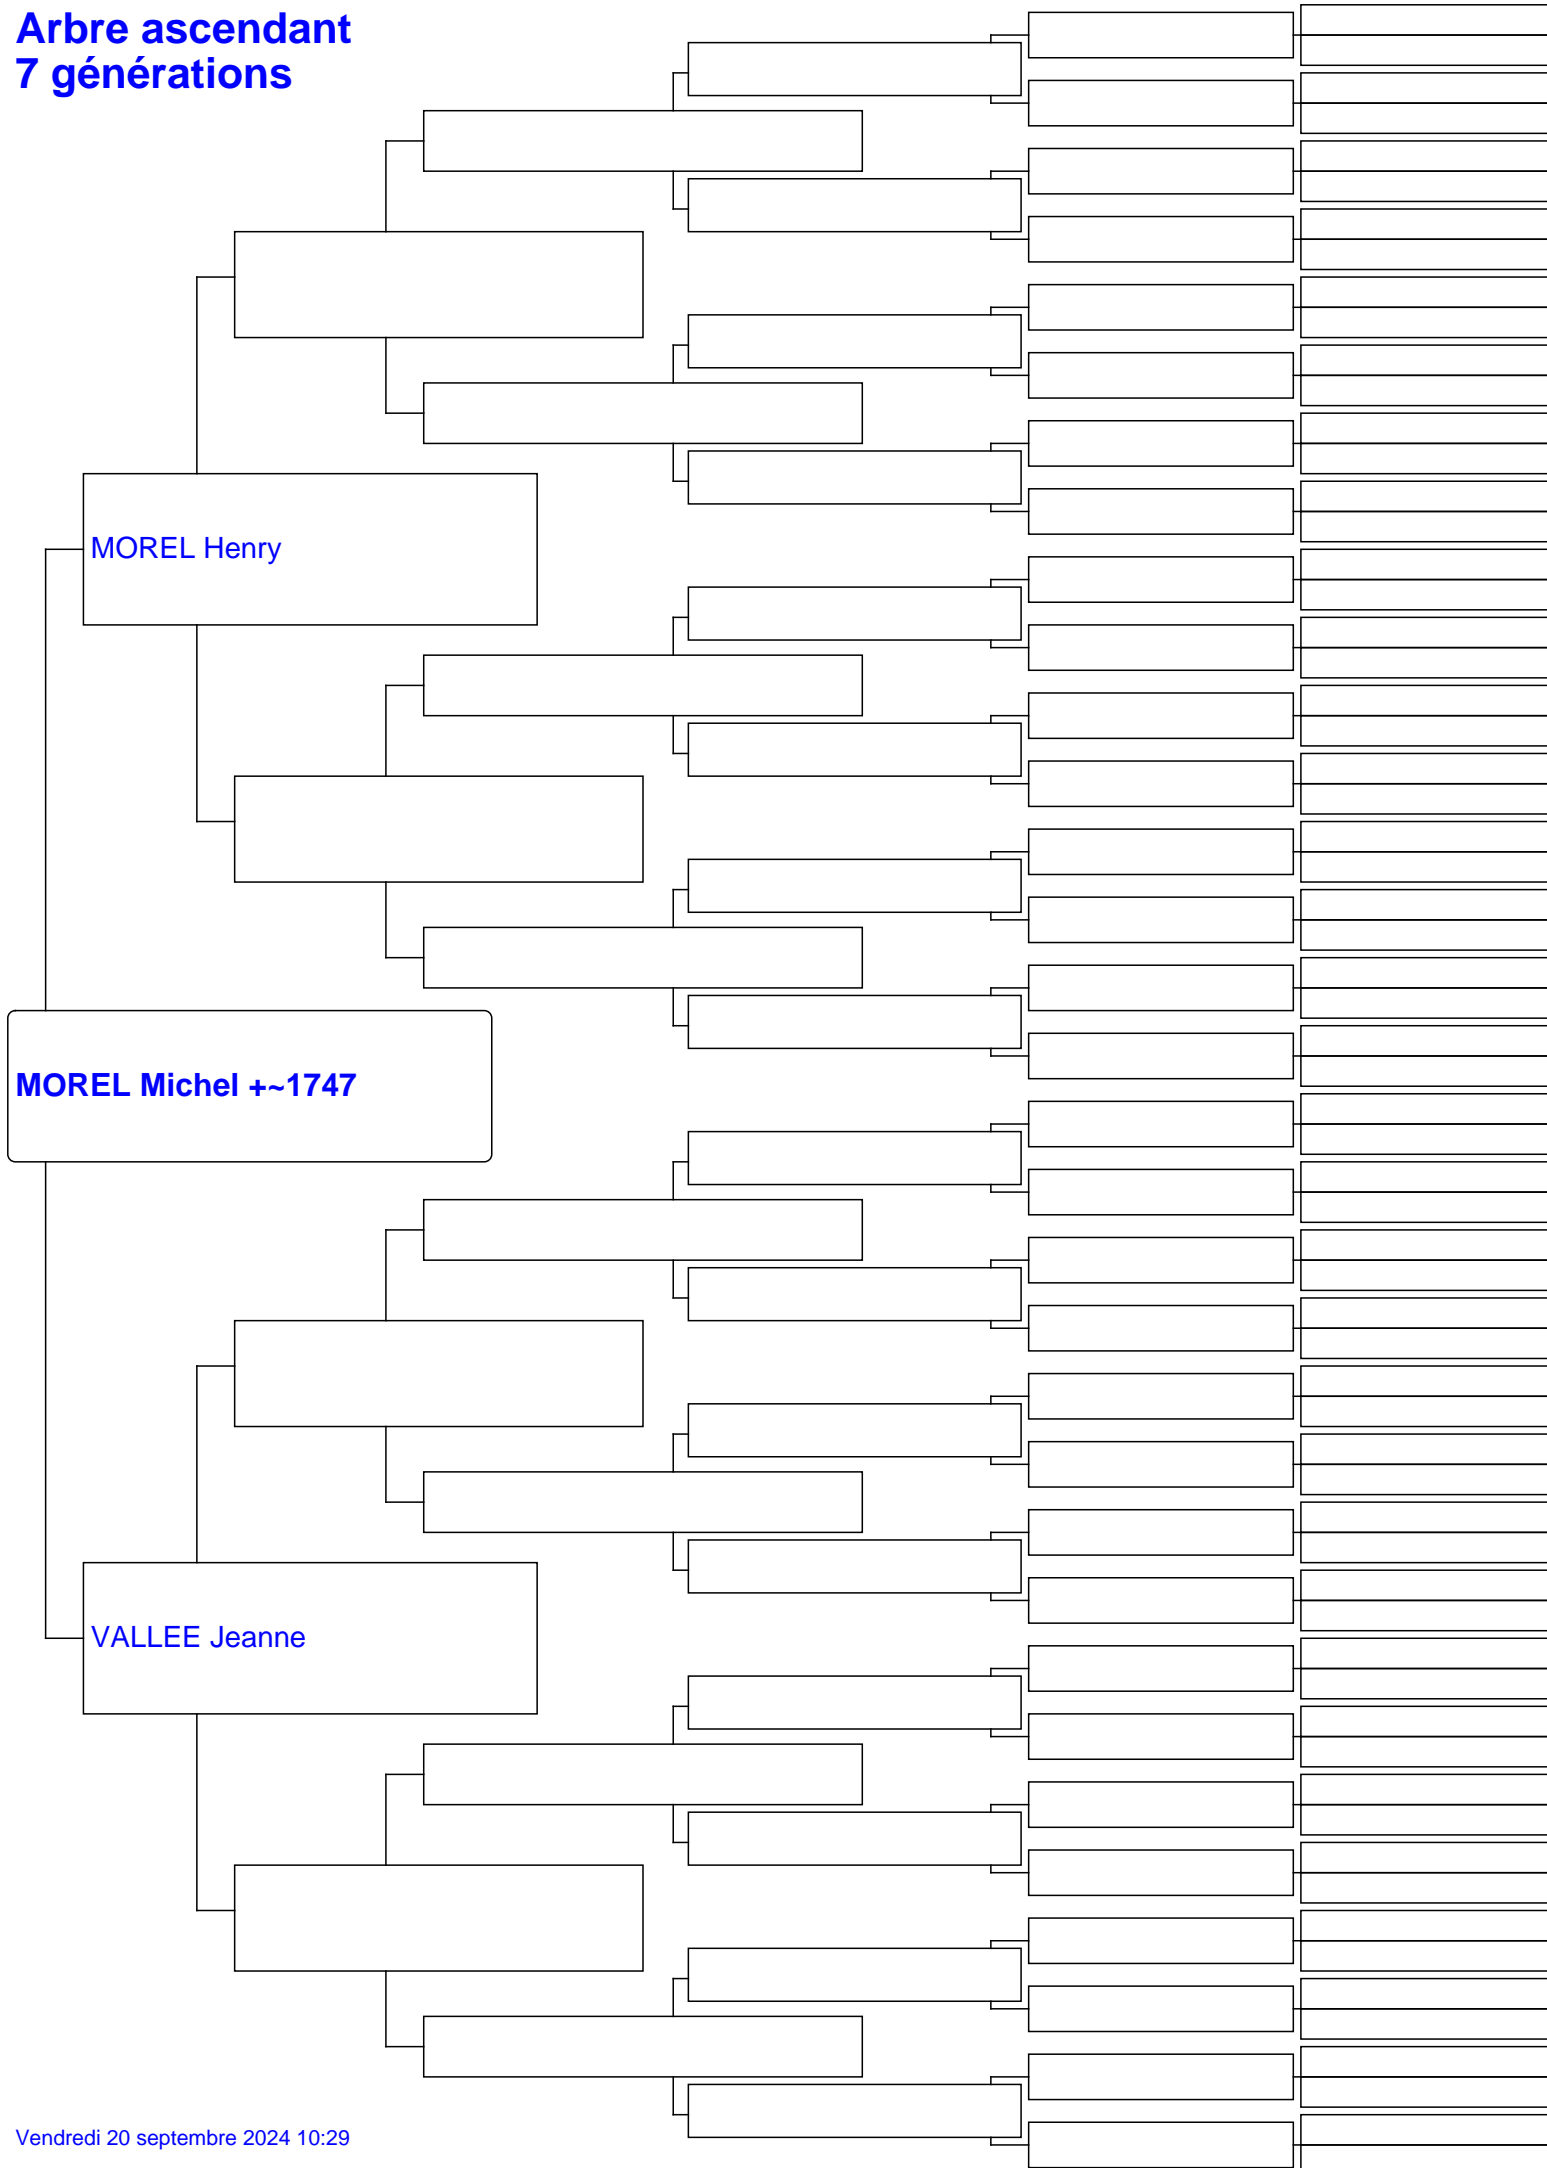 Arbre ascendant
7 générations
MOREL Henry
MOREL Michel +~1747
VALLEE Jeanne
Vendredi 20 septembre 2024 10:29